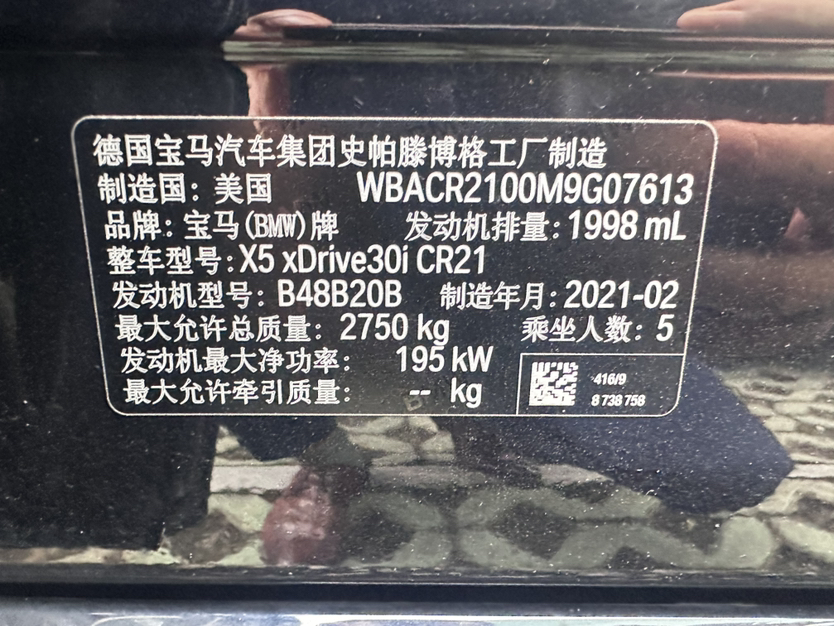 德国宝马汽车集团史帕滕博格工厂制造
制造国：美国 WBACR2100M9G07613
品牌：宝马(BMW)牌 发动机排量：1998 mL
整车型号：X5 xDrive30i CR21
发动机型号：B48B20B 制造年月：2021-02
最大允许总质量：2750 kg 乘坐人数：5
发动机最大净功率：195 kW
最大允许牵引质量：-- kg
416/9
8 738 758